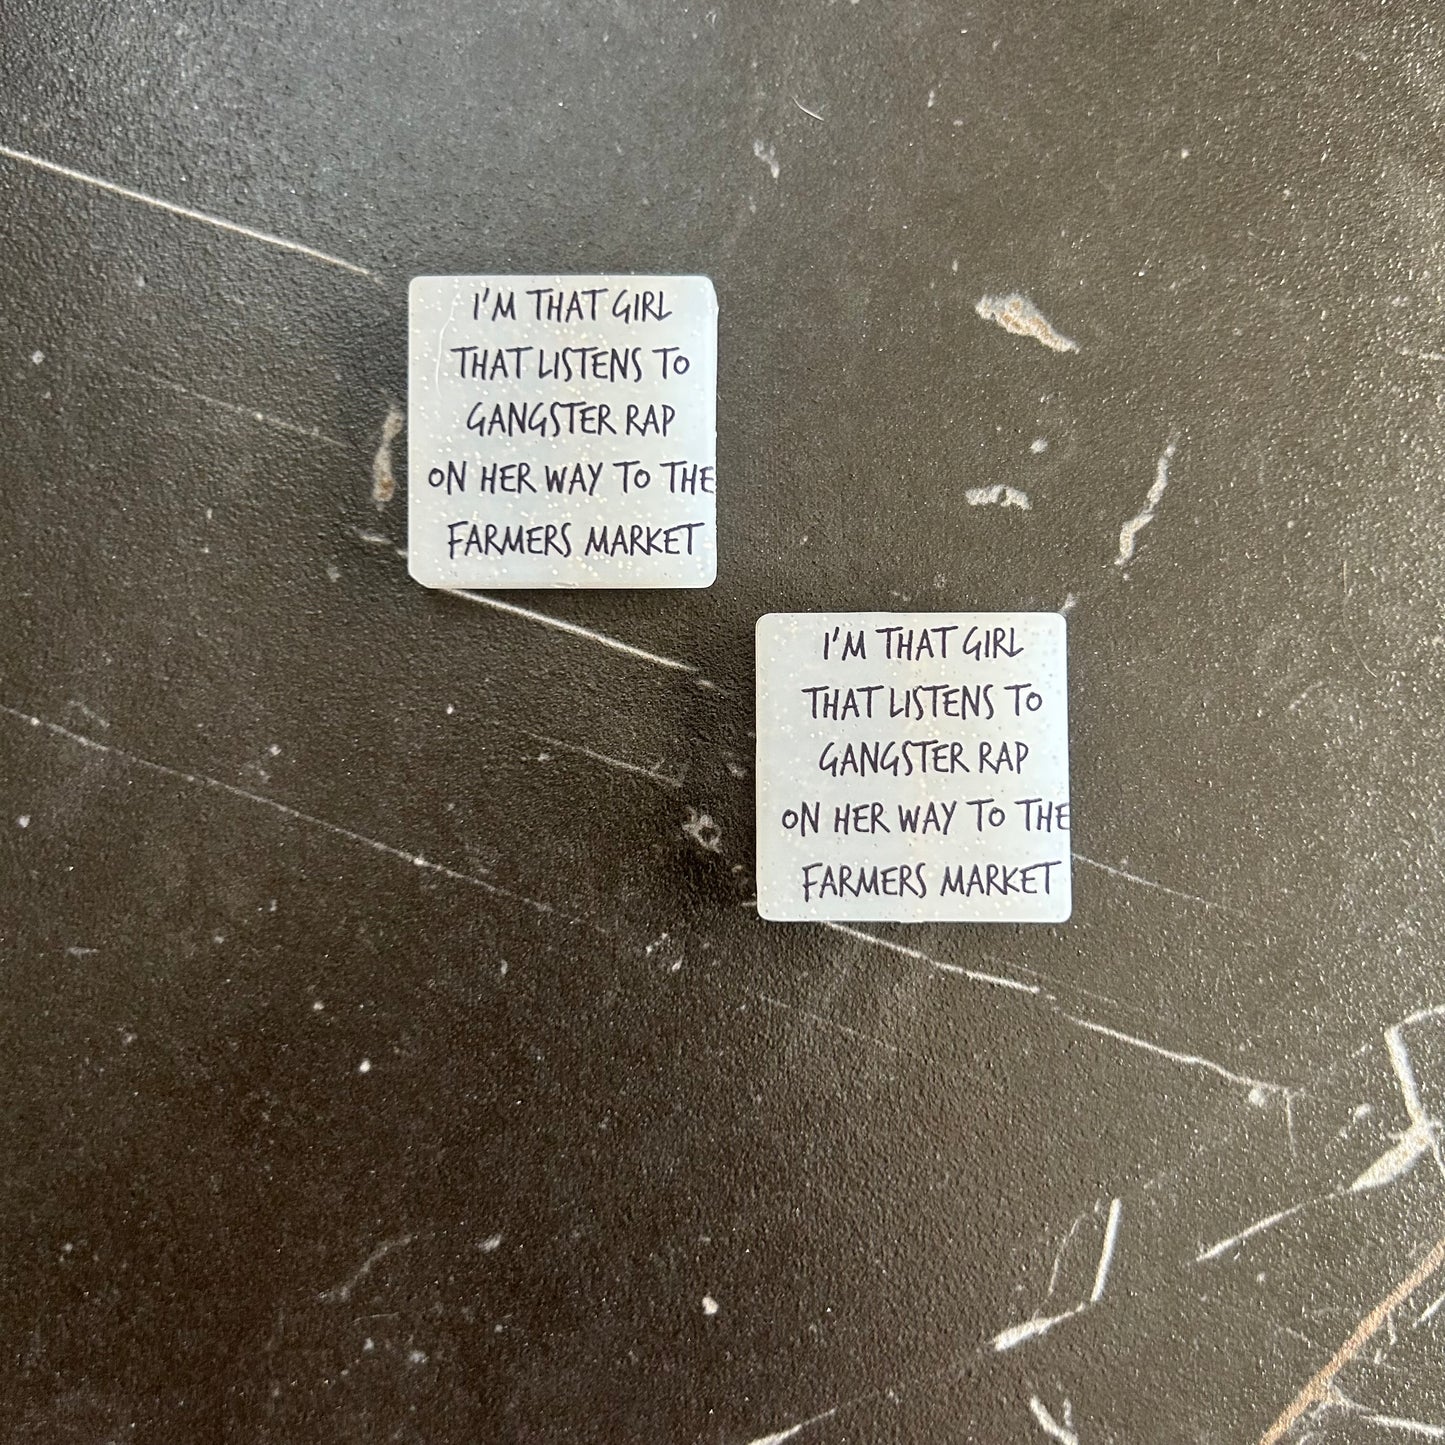 I'M THAT GIRL
THAT LISTENS TO
GANGSTER RAP
ON HER WAY TO THE
FARMERS MARKET
I'M THAT GIRL
THAT LISTENS TO
GANGSTER RAP
ON HER WAY TO THE
FARMERS MARKET